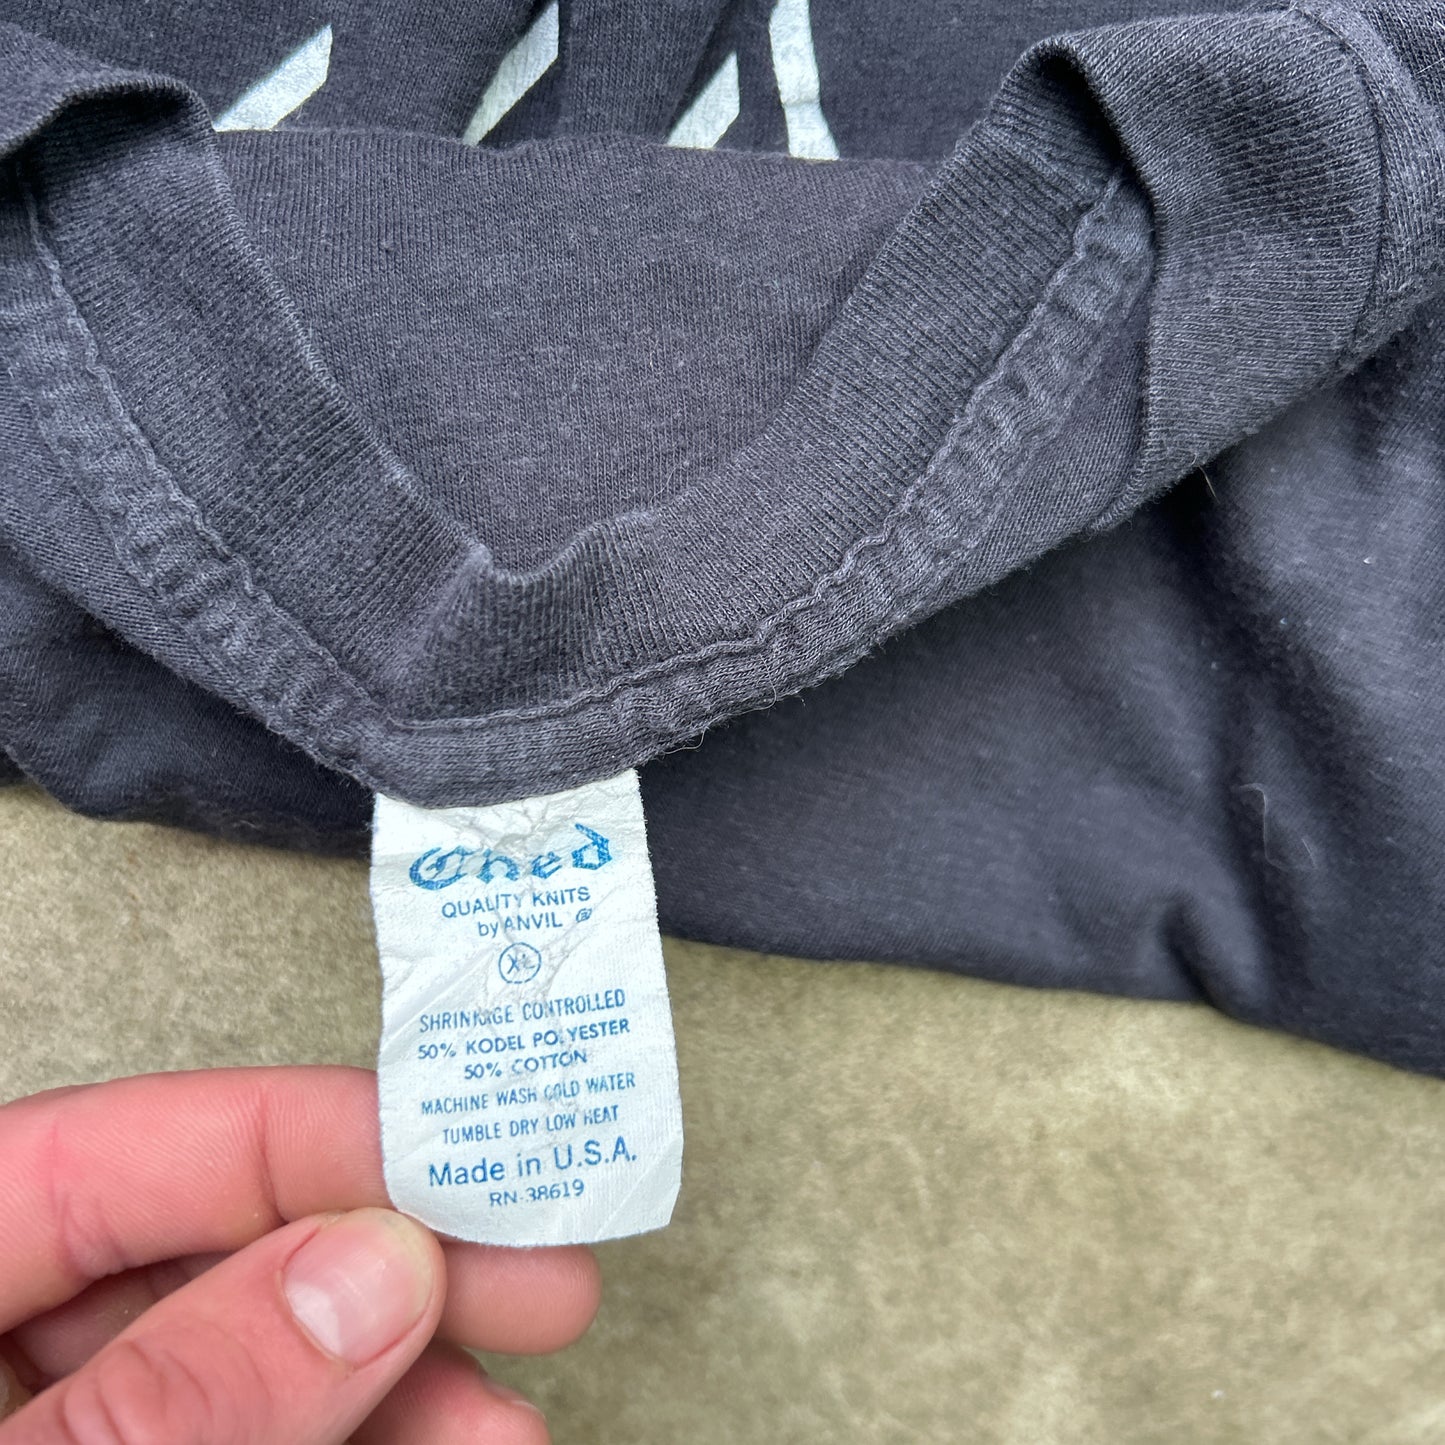 Ched
QUALITY KNITS
by ANVIL ®
XL
SHRINKAGE CONTROLLED
50% KODEL POLYESTER
50% COTTON
MACHINE WASH COLD WATER
TUMBLE DRY LOW HEAT
Made in U.S.A.
RN-38619